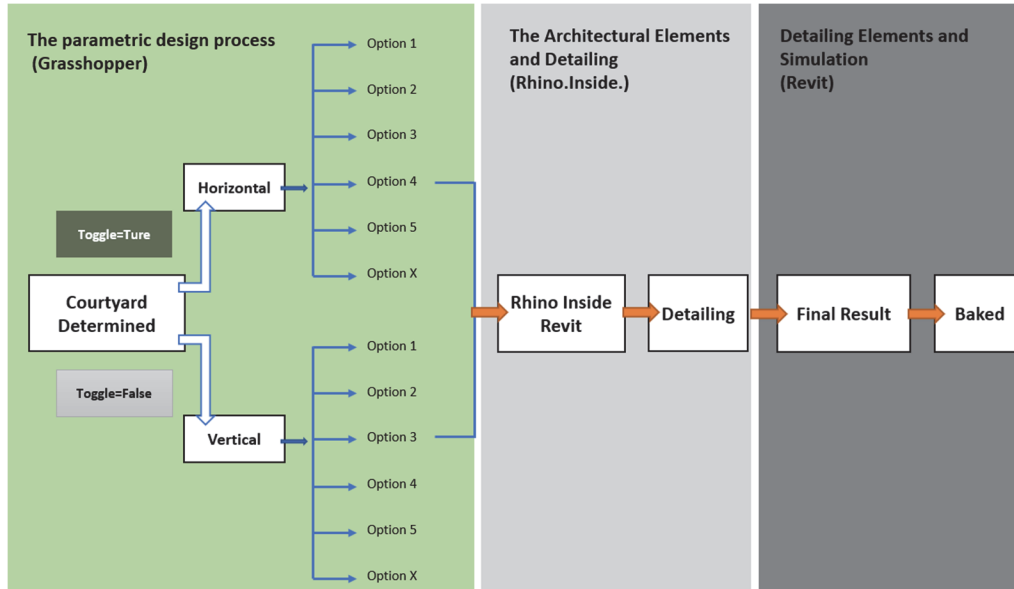 The parametric design process
(Grasshopper)
Option 1
Option 2
Option 3
Option 4
Option 5
Option X
Horizontal
Toggle=Ture
Courtyard
Determined
Toggle=False
Vertical
Option 1
Option 2
Option 3
Option 4
Option 5
Option X
The Architectural Elements
and Detailing
(Rhino.Inside.)
Rhino Inside
Revit
Detailing
Detailing Elements and
Simulation
(Revit)
Final Result
Baked